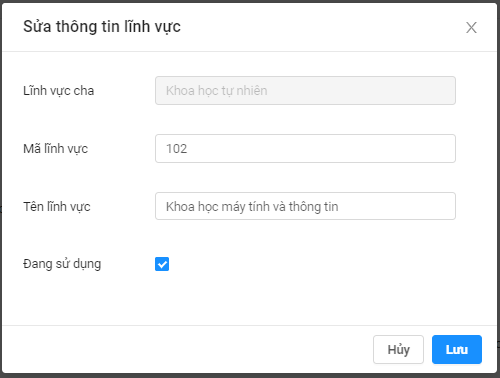 Sửa thông tin lĩnh vực
Lĩnh vực cha
Khoa học tự nhiên
Mã lĩnh vực
102
Tên lĩnh vực
Khoa học máy tính và thông tin
Đang sử dụng
Hủy
Lưu